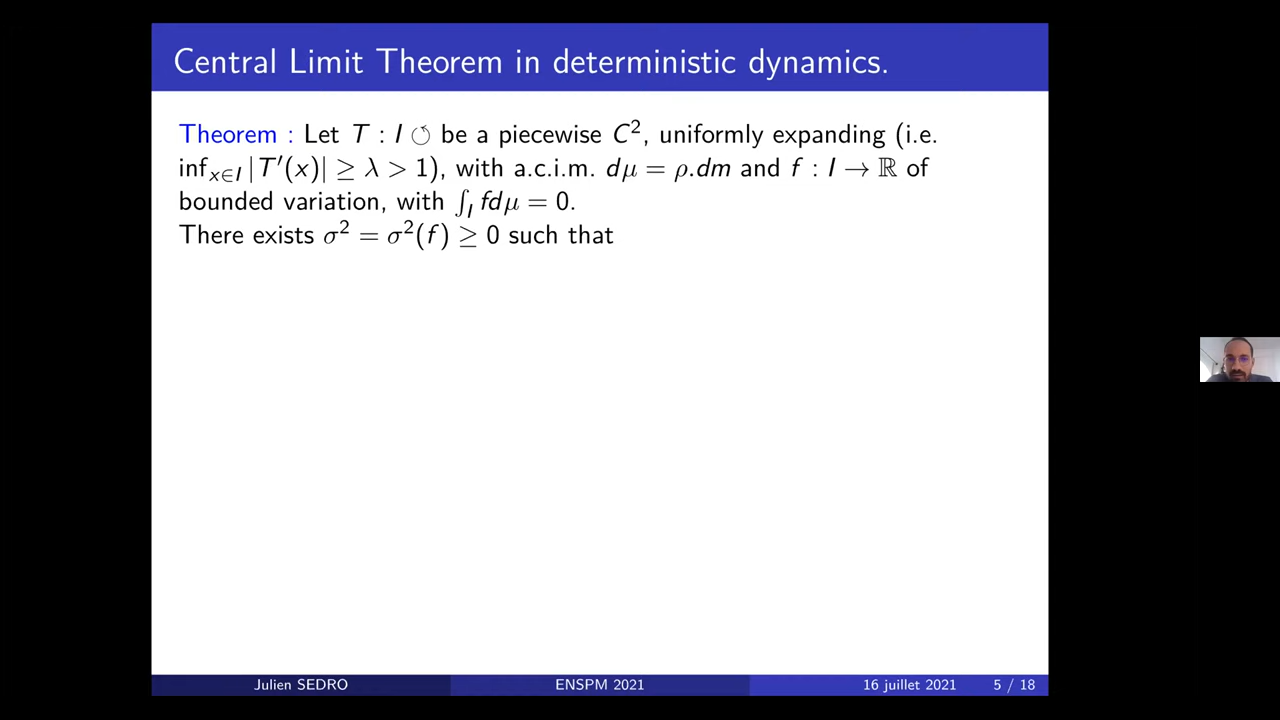 Central Limit Theorem in deterministic dynamics.
Theorem : Let T : I ↺ be a piecewise C², uniformly expanding (i.e.
inf_{x∈I} |T′(x)| ≥ λ > 1), with a.c.i.m. dμ = ρ.dm and f : I → ℝ of
bounded variation, with ∫_I fdμ = 0.
There exists σ² = σ²(f) ≥ 0 such that
Julien SEDRO ENSPM 2021 16 juillet 2021 5 / 18